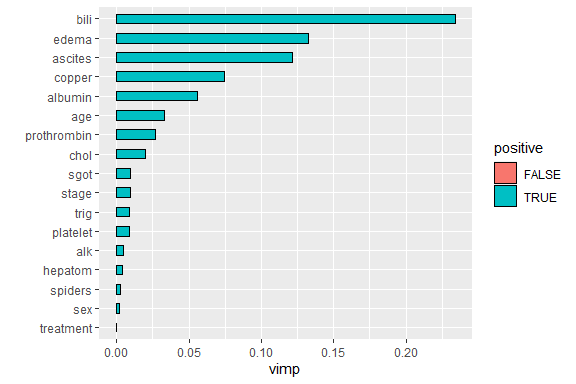 bili
edema
ascites
copper
albumin
age
prothrombin
chol
sgot
stage
trig
platelet
alk
hepatom
spiders
sex
treatment
0.00 0.05 0.10 0.15 0.20
vimp
positive
FALSE
TRUE